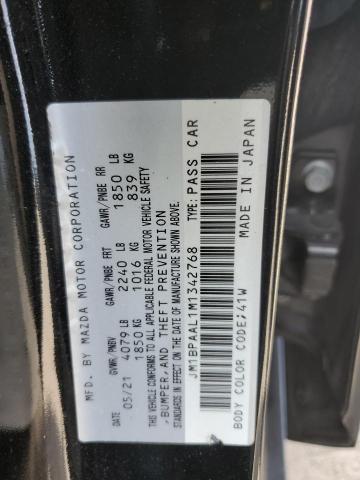 MFD. BY MAZDA MOTOR CORPORATION
GVWR/PNBV GAWR/PNBE FRT GAWR/PNBE RR
05/21 4079 LB 2240 LB 1850 LB
DATE 1850 KG 1016 KG 839 KG
THIS VEHICLE CONFORMS TO ALL APPLICABLE FEDERAL MOTOR VEHICLE SAFETY
,BUMPER,AND THEFT PREVENTION
STANDARDS IN EFFECT ON THE DATE OF MANUFACTURE SHOWN ABOVE.
JM1BPAAL1M1342768 TYPE: PASS CAR
BODY COLOR CODE;41W MADE IN JAPAN